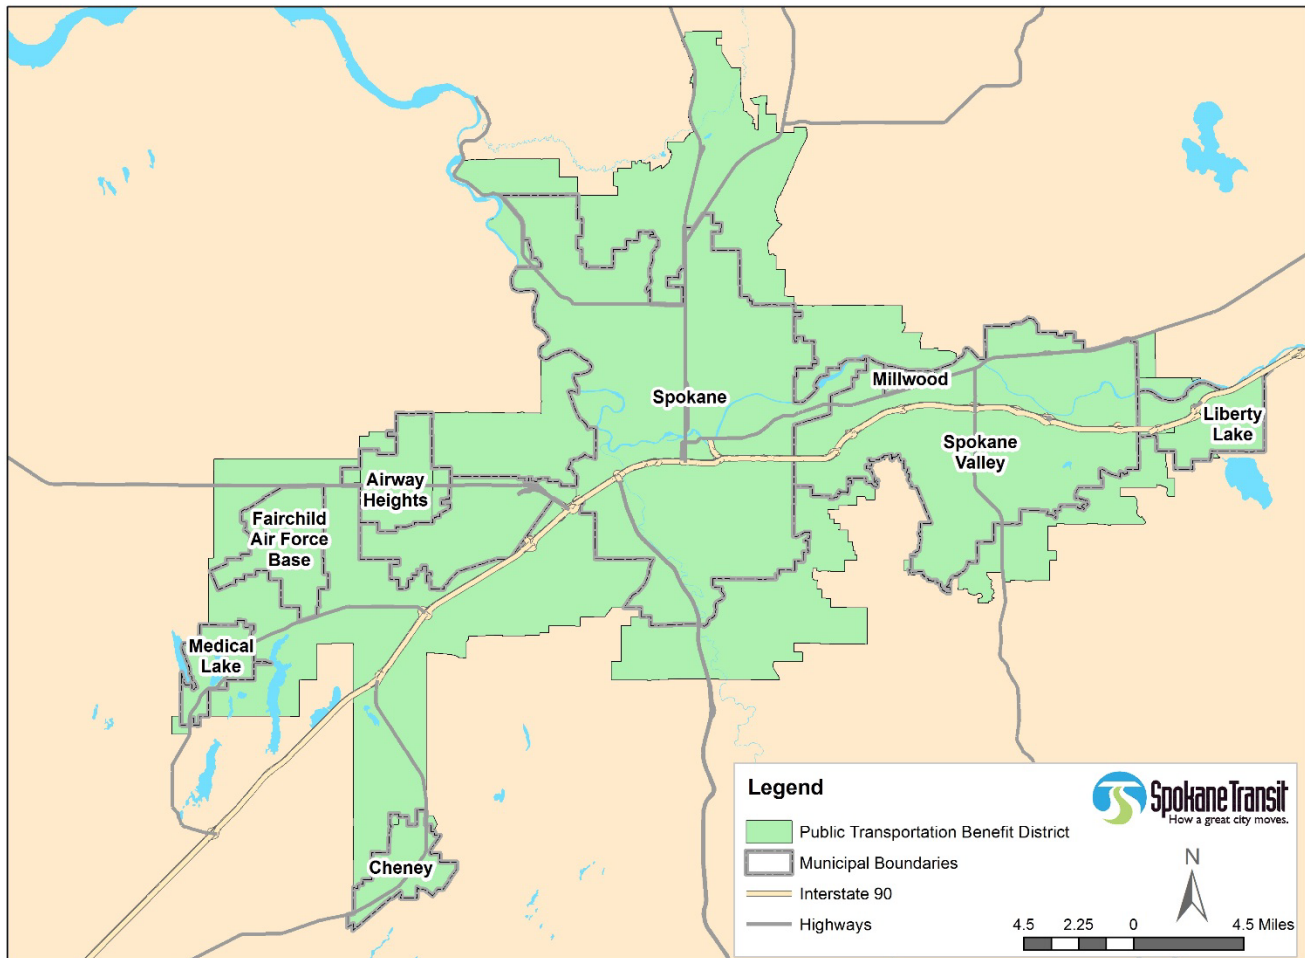 Spokane
Millwood
Liberty
Lake
Spokane
Valley
Airway
Heights
Fairchild
Air Force
Base
Medical
Lake
Cheney
Legend
Public Transportation Benefit District
Municipal Boundaries
Interstate 90
Highways
SpokaneTransit
How a great city moves.
N
4.5 2.25 0 4.5 Miles